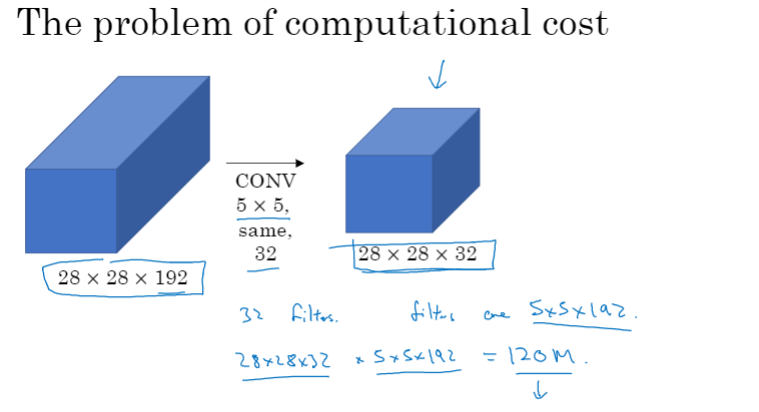 The problem of computational cost
CONV
5 × 5,
same,
32
28 × 28 × 192
28 × 28 × 32
32 filters. filters are 5×5×192.
28×28×32 × 5×5×192 = 120M.